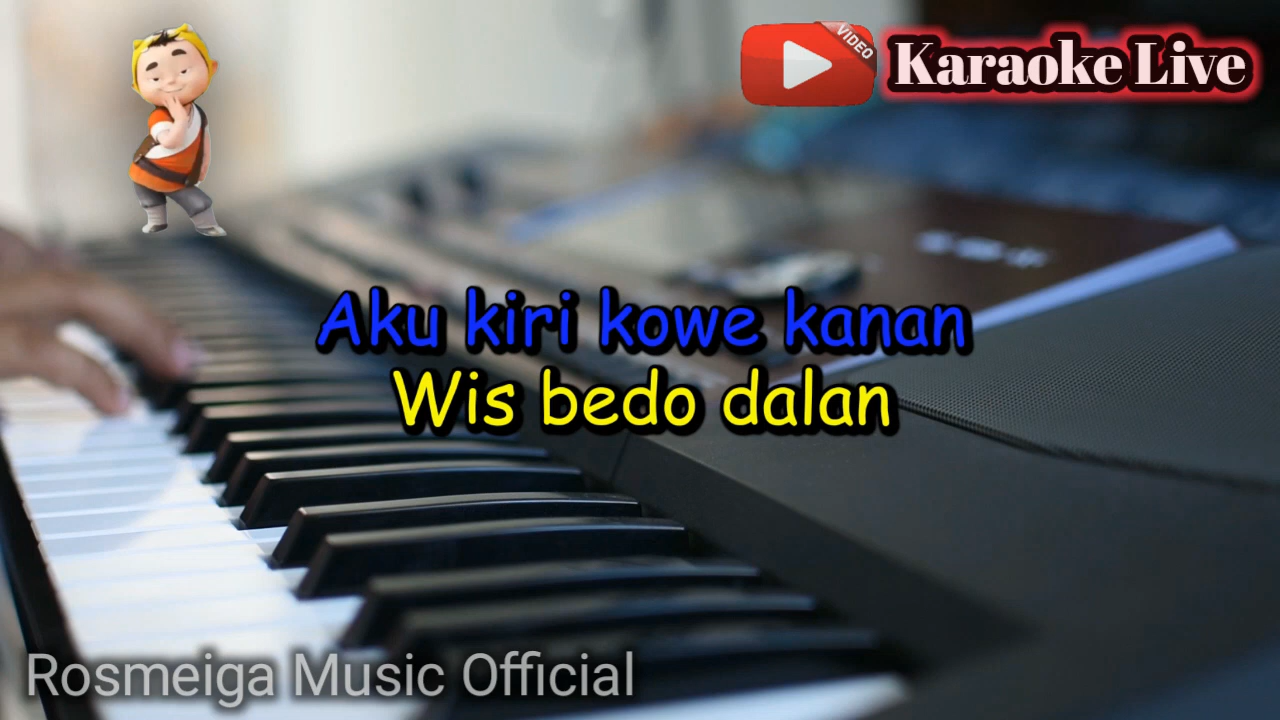 VIDEO
Karaoke Live
Aku kiri kowe kanan
Wis bedo dalan
Rosmeiga Music Official